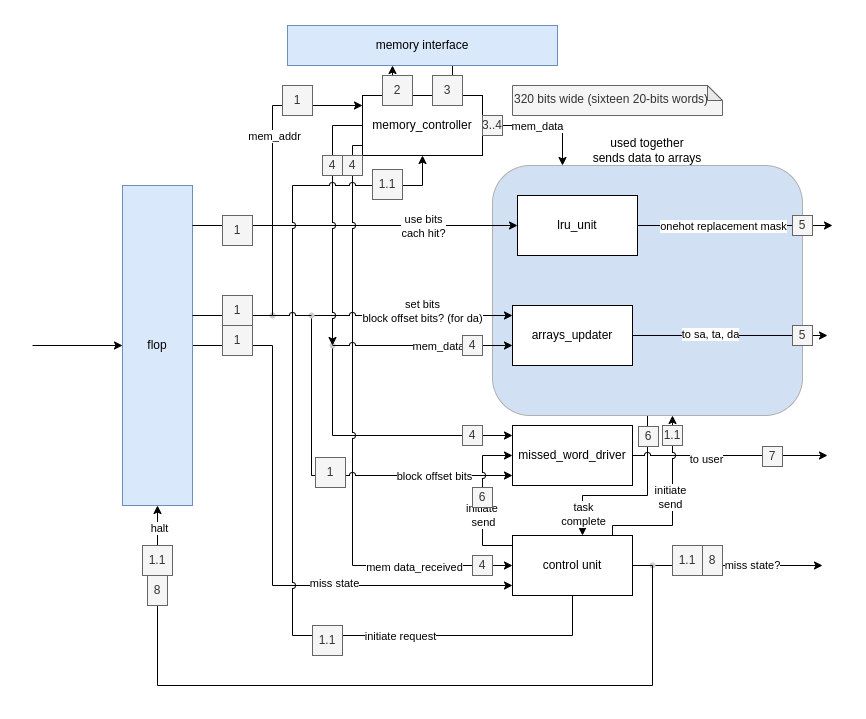 memory interface
2
3
1
320 bits wide (sixteen 20-bits words)
memory_controller
3..4
mem_data
mem_addr
used together
sends data to arrays
4
4
1.1
1
use bits
cach hit?
lru_unit
onehot replacement mask
5
1
set bits
block offset bits? (for da)
flop
1
mem_data
4
arrays_updater
to sa, ta, da
5
4
6
1.1
missed_word_driver
to user
7
1
block offset bits
6
initiate
send
task
complete
initiate
send
halt
1.1
8
mem data_received
4
control unit
1.1
8
miss state?
miss state
1.1
initiate request